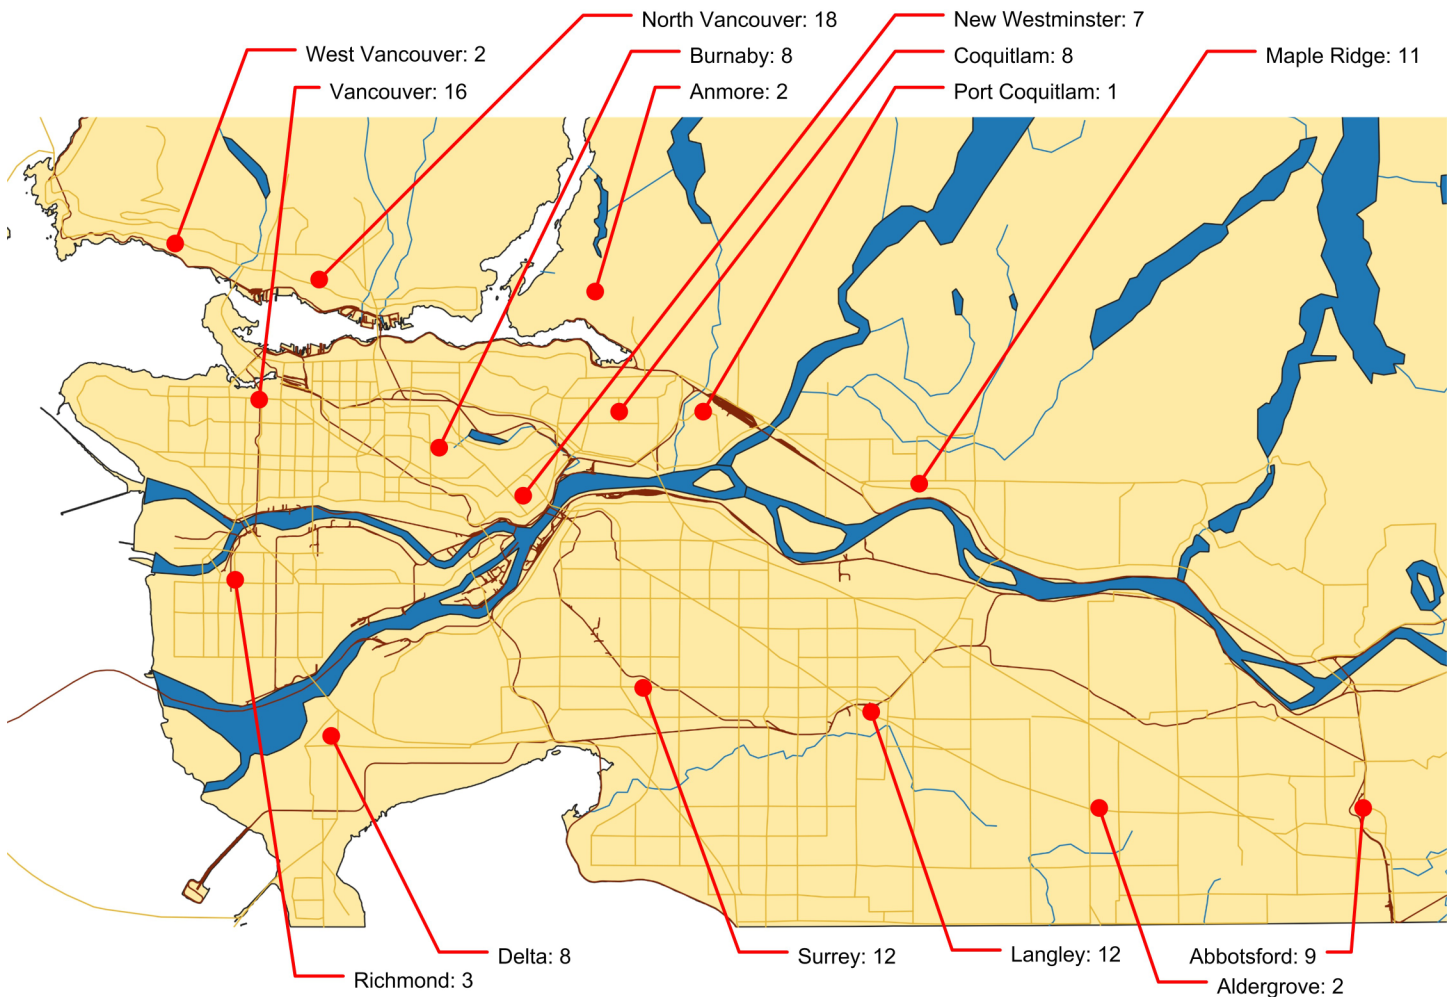 North Vancouver: 18
New Westminster: 7
West Vancouver: 2
Burnaby: 8
Coquitlam: 8
Maple Ridge: 11
Vancouver: 16
Anmore: 2
Port Coquitlam: 1
Delta: 8
Surrey: 12
Langley: 12
Abbotsford: 9
Richmond: 3
Aldergrove: 2